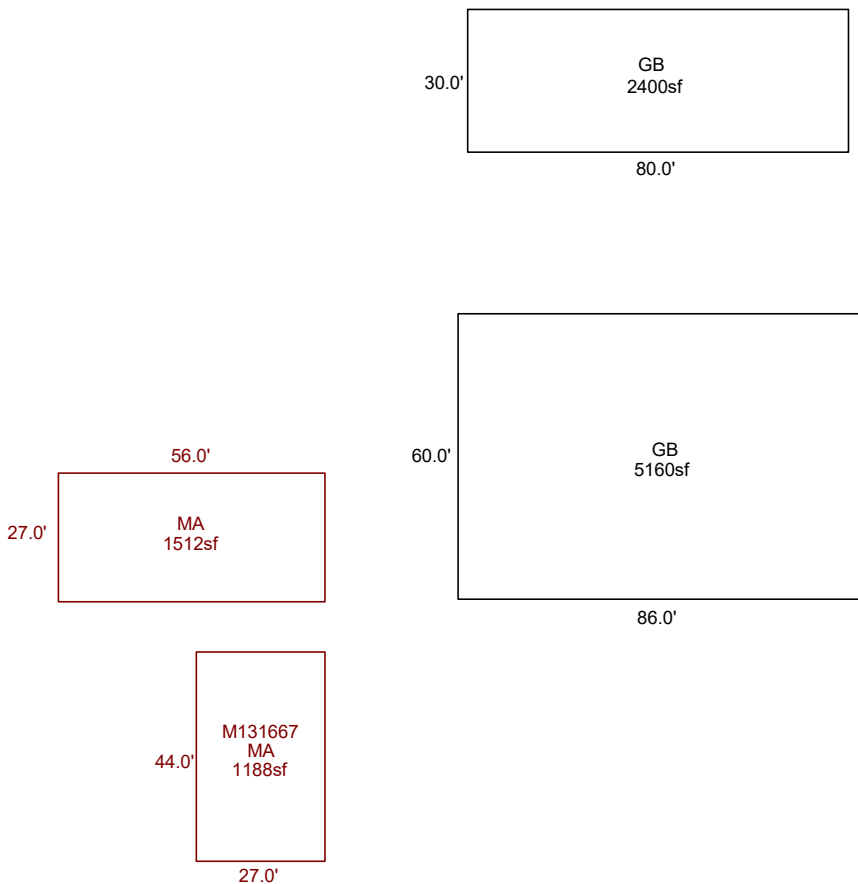 GB
2400sf
30.0'
80.0'
GB
5160sf
60.0'
86.0'
56.0'
27.0'
MA
1512sf
M131667
MA
1188sf
44.0'
27.0'